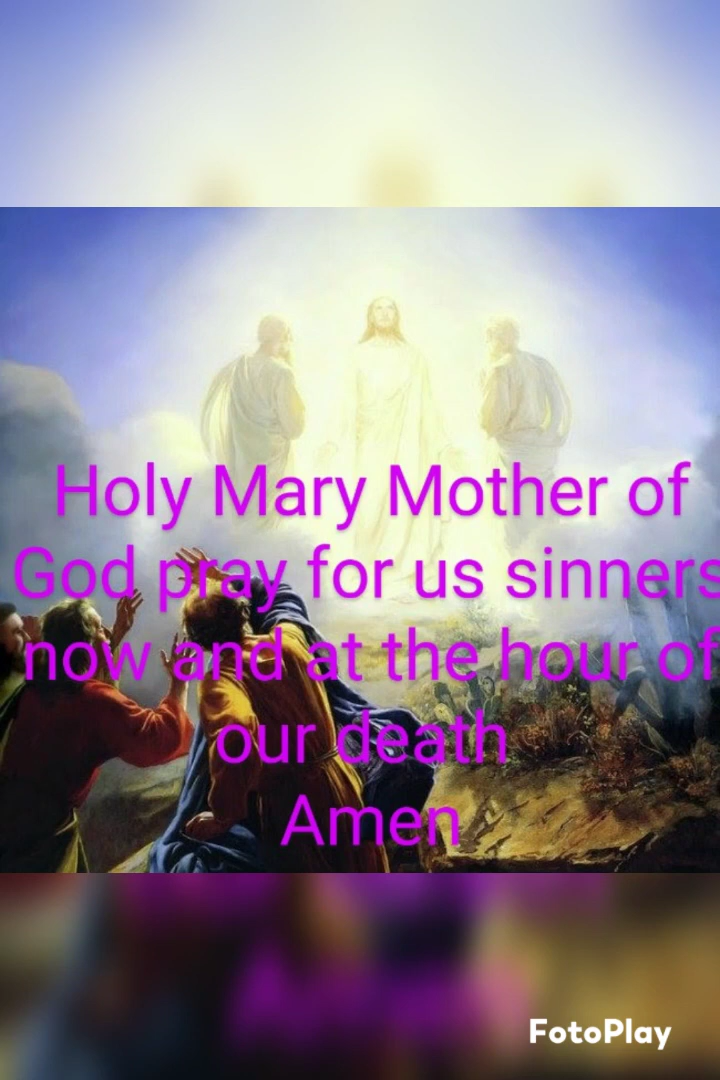 Holy Mary Mother of
God pray for us sinners
now and at the hour of
our death
Amen
FotoPlay